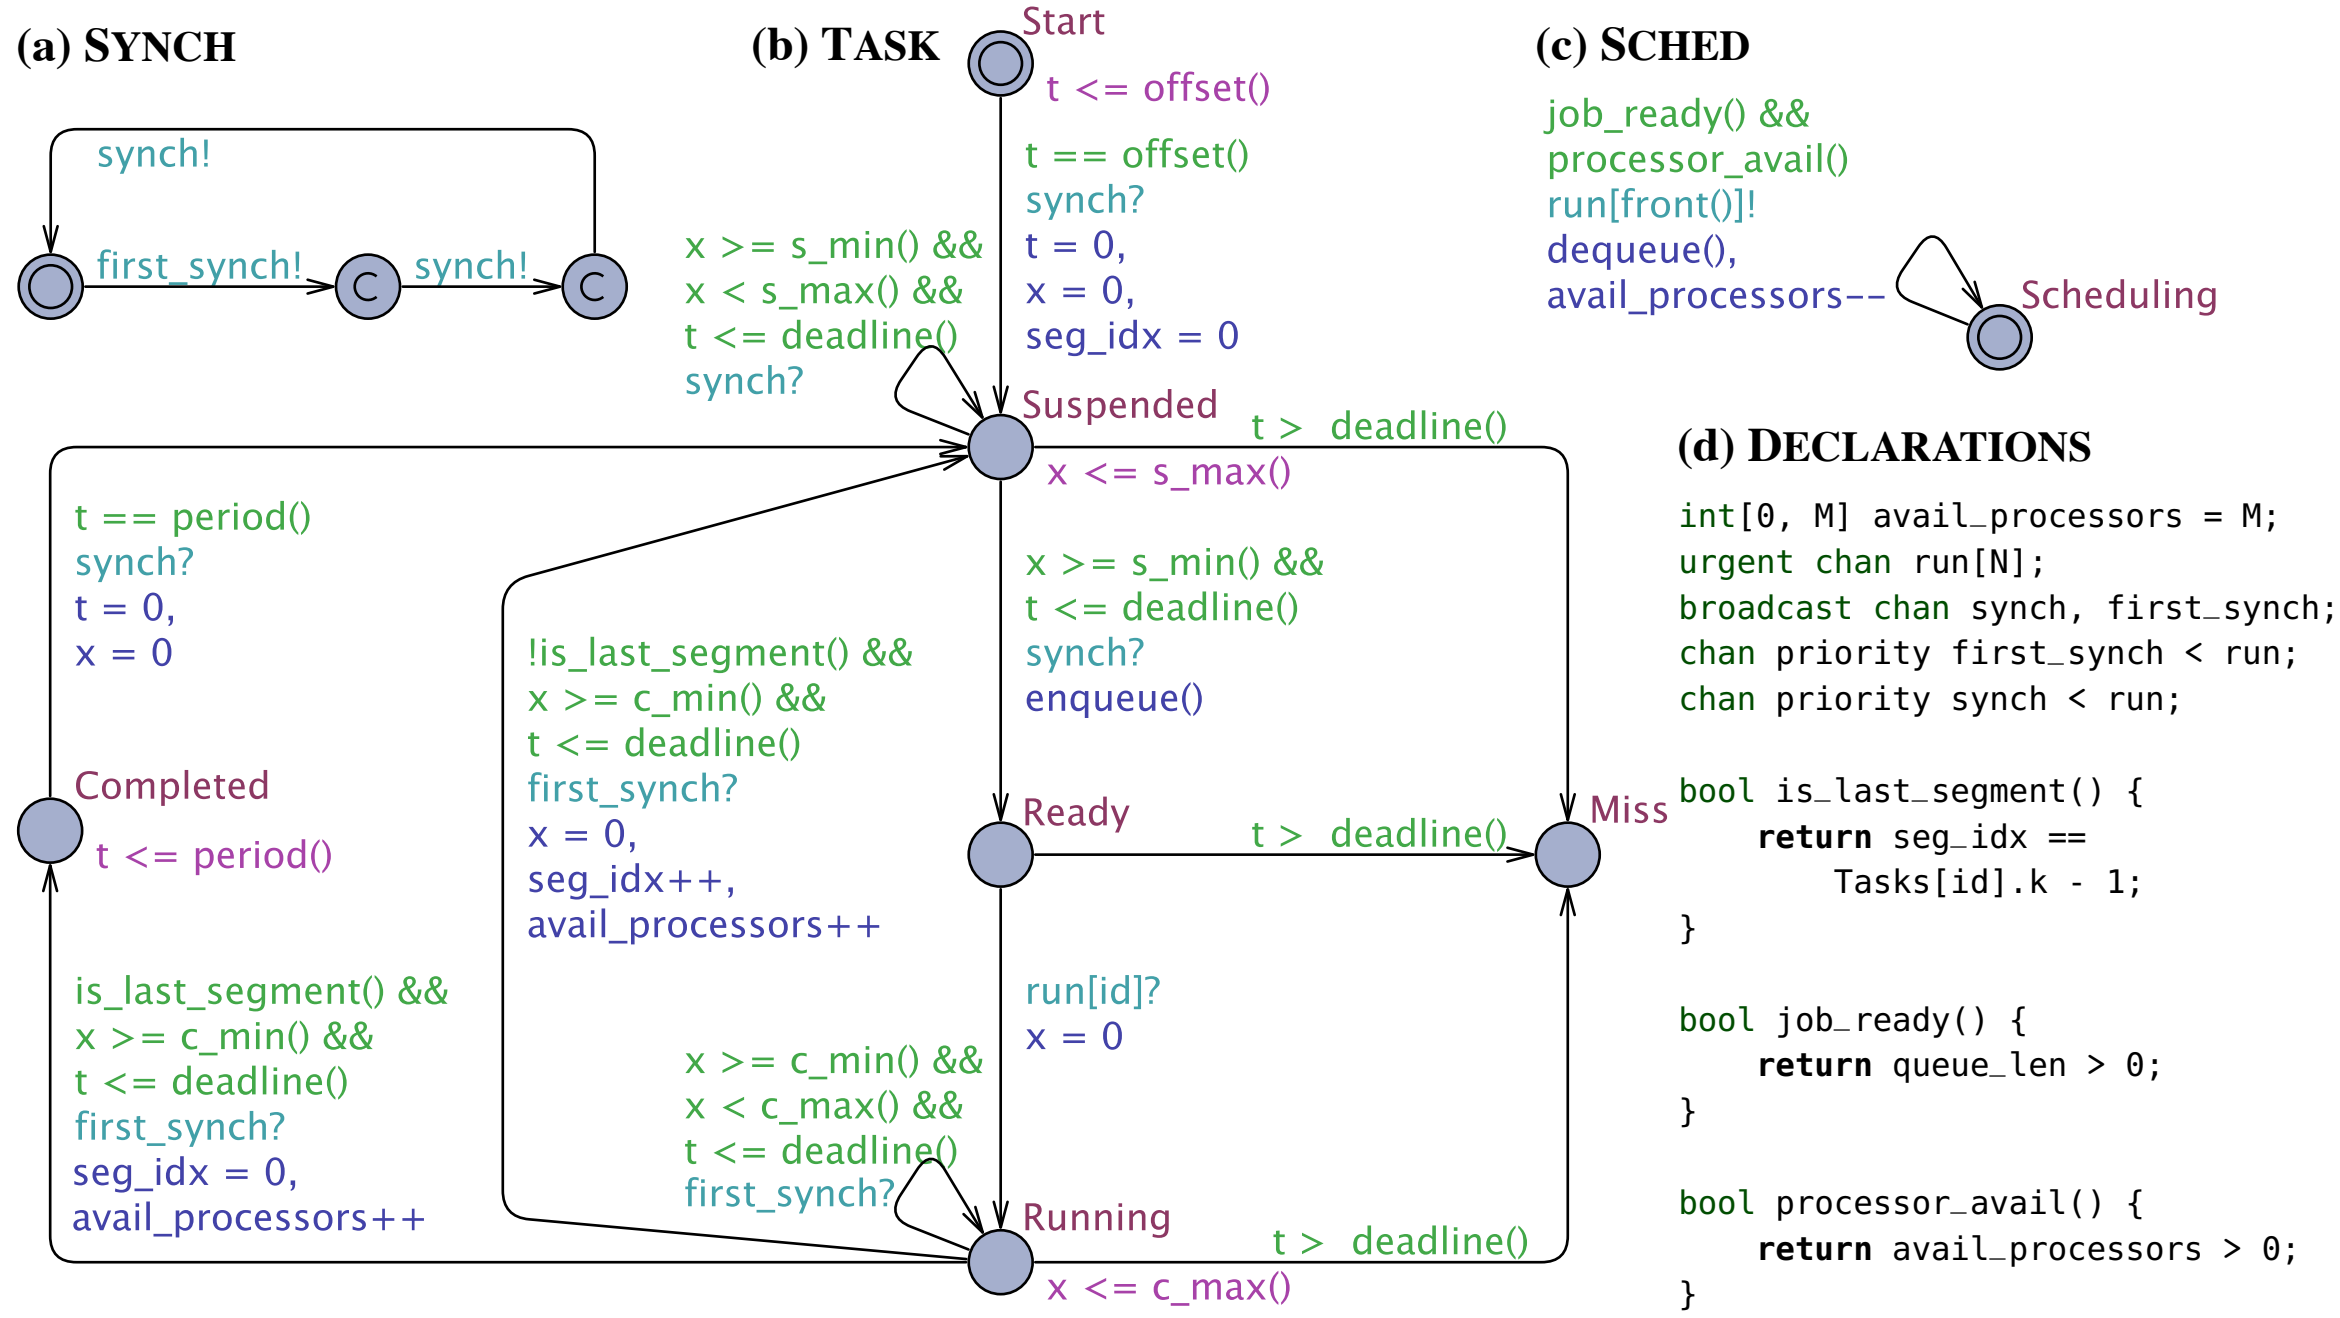 (a) SYNCH
synch!
first_synch!
synch!
C
C
(b) TASK
Start
t <= offset()
t == offset()
synch?
t = 0,
x = 0,
seg_idx = 0
x >= s_min() &&
x < s_max() &&
t <= deadline()
synch?
Suspended
x <= s_max()
t > deadline()
t == period()
synch?
t = 0,
x = 0
x >= s_min() &&
t <= deadline()
synch?
enqueue()
!is_last_segment() &&
x >= c_min() &&
t <= deadline()
first_synch?
x = 0,
seg_idx++,
avail_processors++
Completed
t <= period()
Ready
t > deadline()
Miss
is_last_segment() &&
x >= c_min() &&
t <= deadline()
first_synch?
seg_idx = 0,
avail_processors++
run[id]?
x = 0
x >= c_min() &&
x < c_max() &&
t <= deadline()
first_synch?
Running
x <= c_max()
t > deadline()
(c) SCHED
job_ready() &&
processor_avail()
run[front()]!
dequeue(),
avail_processors--
Scheduling
(d) DECLARATIONS
int[0, M] avail_processors = M;
urgent chan run[N];
broadcast chan synch, first_synch;
chan priority first_synch < run;
chan priority synch < run;
bool is_last_segment() {
return seg_idx ==
Tasks[id].k - 1;
}
bool job_ready() {
return queue_len > 0;
}
bool processor_avail() {
return avail_processors > 0;
}